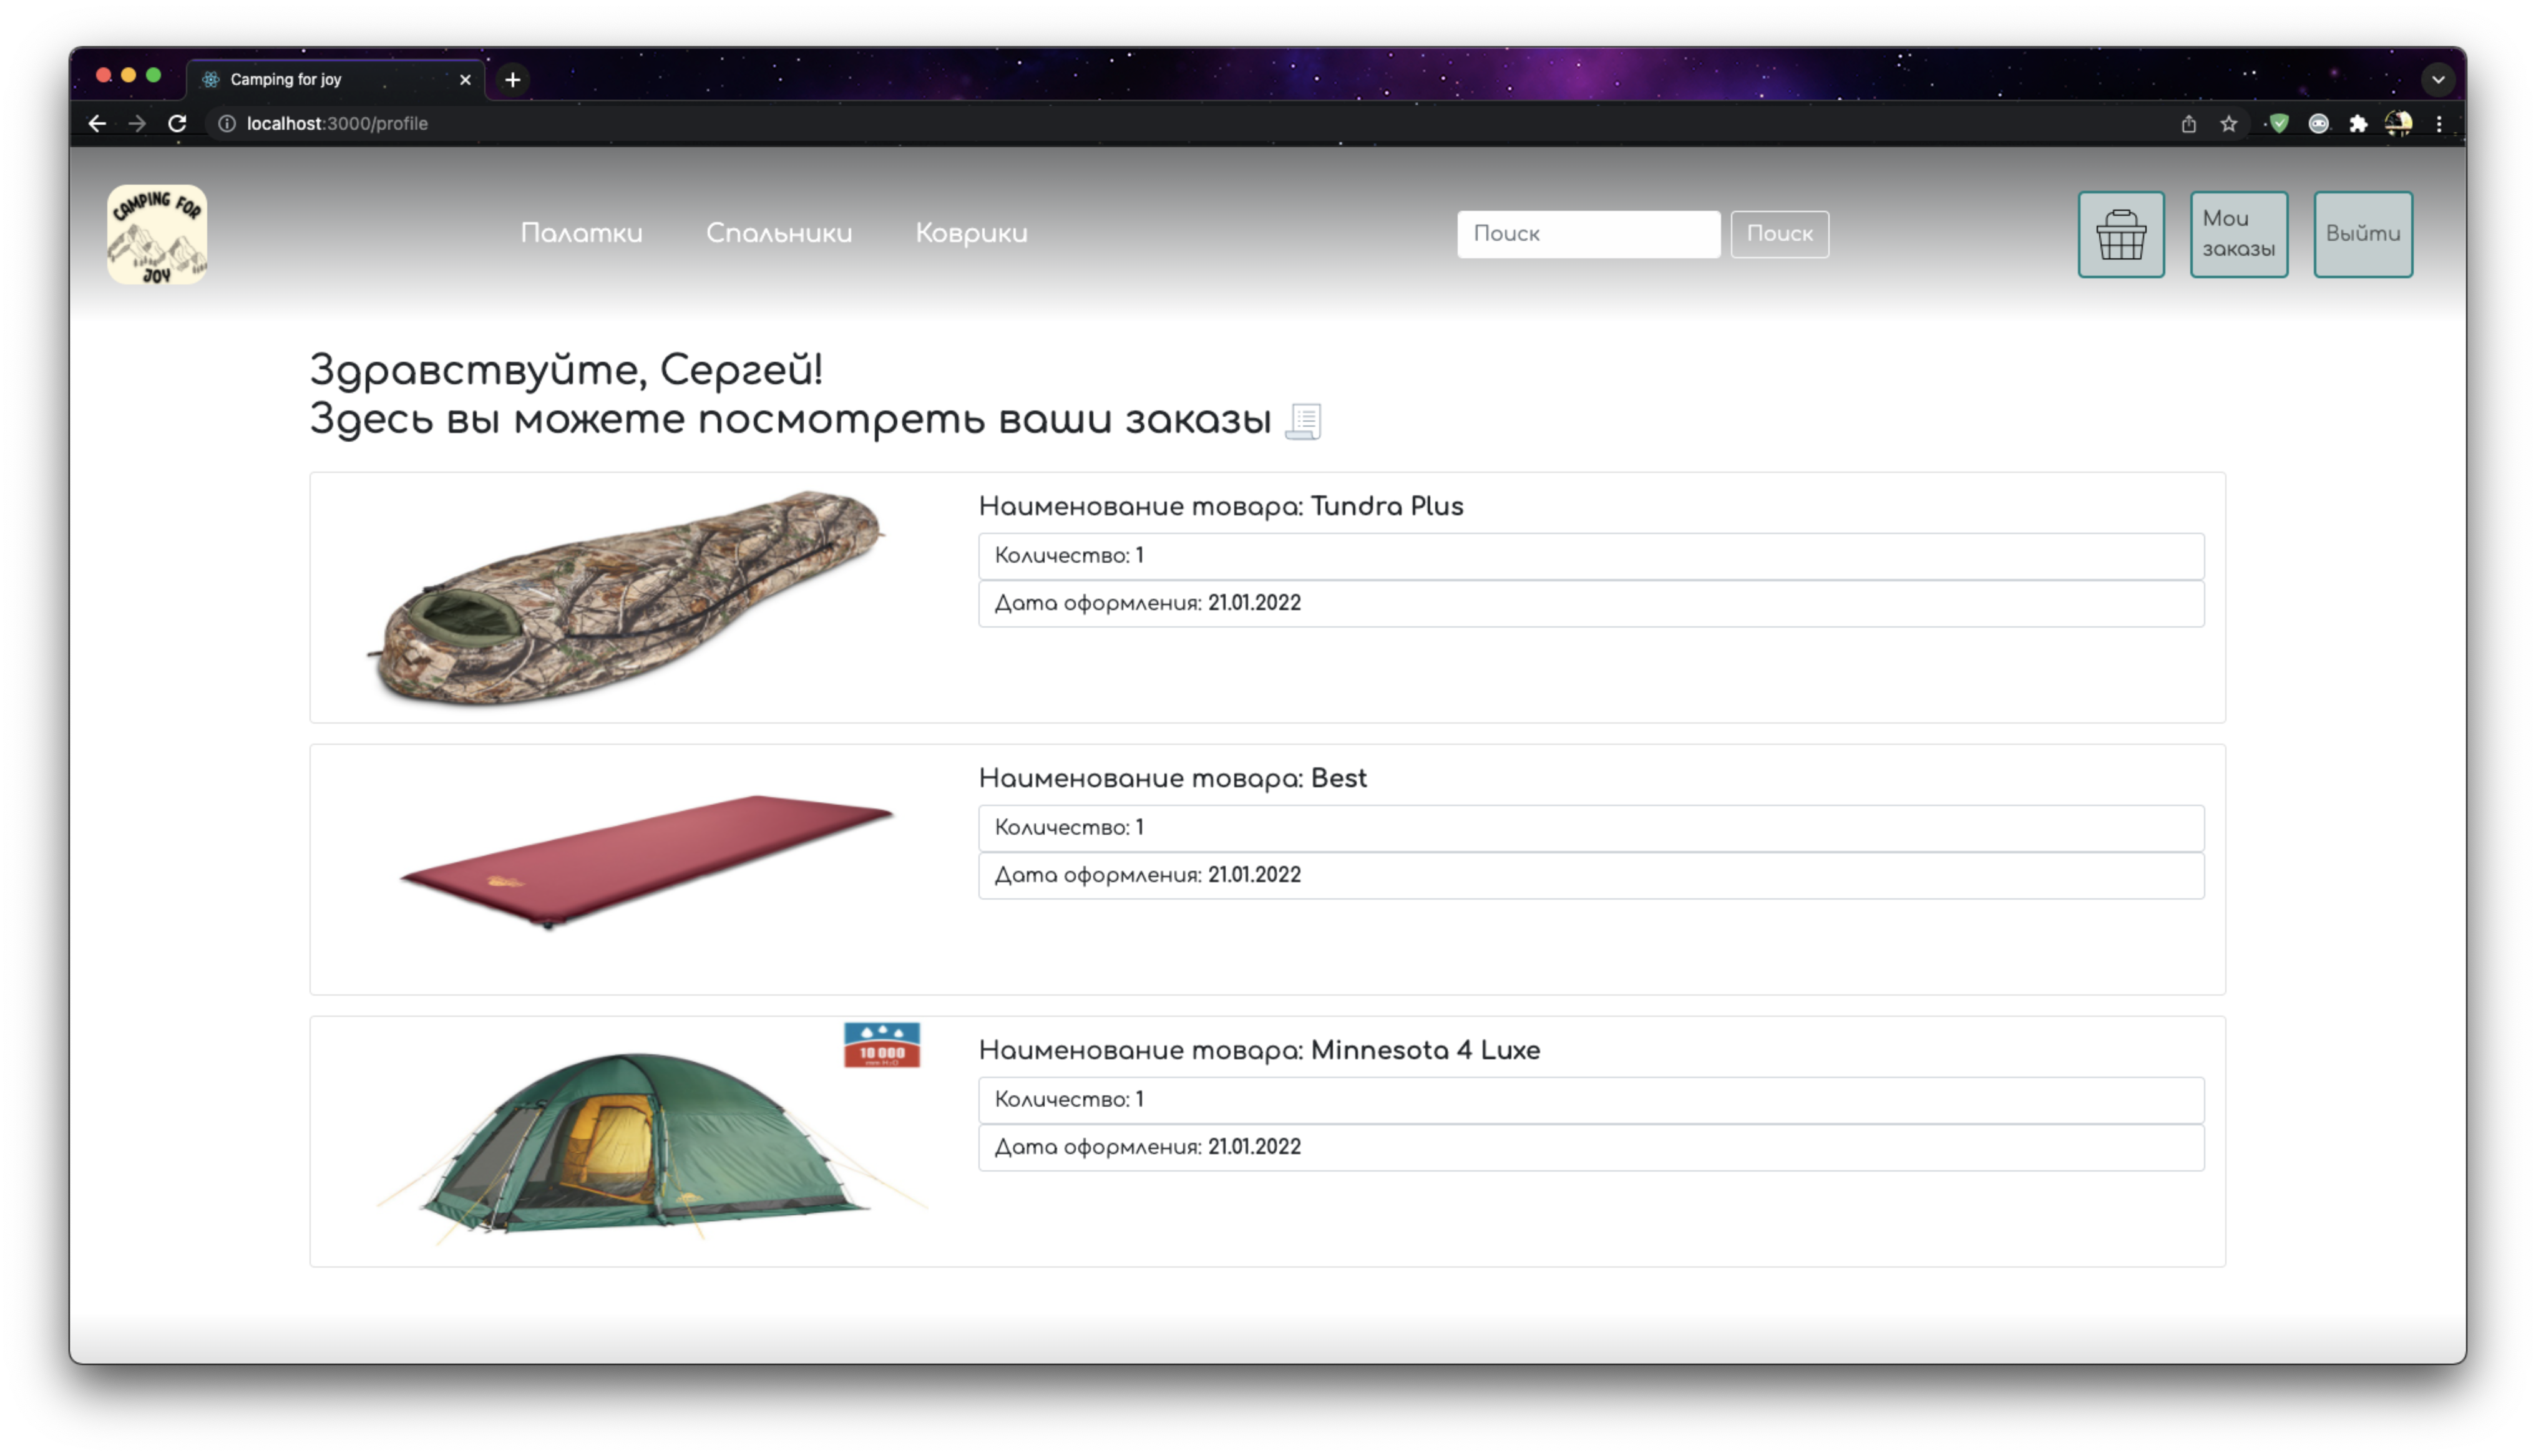 Camping for joy
localhost:3000/profile
CAMPING FOR
JOY
Палатки
Спальники
Коврики
Поиск
Поиск
Мои
заказы
Выйти
Здравствуйте, Сергей!
Здесь вы можете посмотреть ваши заказы
Наименование товара: Tundra Plus
Количество: 1
Дата оформления: 21.01.2022
Наименование товара: Best
Количество: 1
Дата оформления: 21.01.2022
10 000
Наименование товара: Minnesota 4 Luxe
Количество: 1
Дата оформления: 21.01.2022